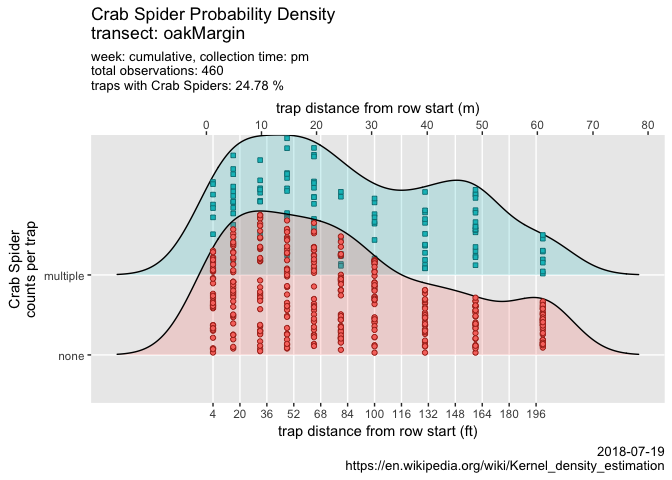 Crab Spider Probability Density
transect: oakMargin
week: cumulative, collection time: pm
total observations: 460
traps with Crab Spiders: 24.78 %
trap distance from row start (m)
0 10 20 30 40 50 60 70 80
Crab Spider
counts per trap
multiple
none
4 20 36 52 68 84 100 116 132 148 164 180 196
trap distance from row start (ft)
2018-07-19
https://en.wikipedia.org/wiki/Kernel_density_estimation